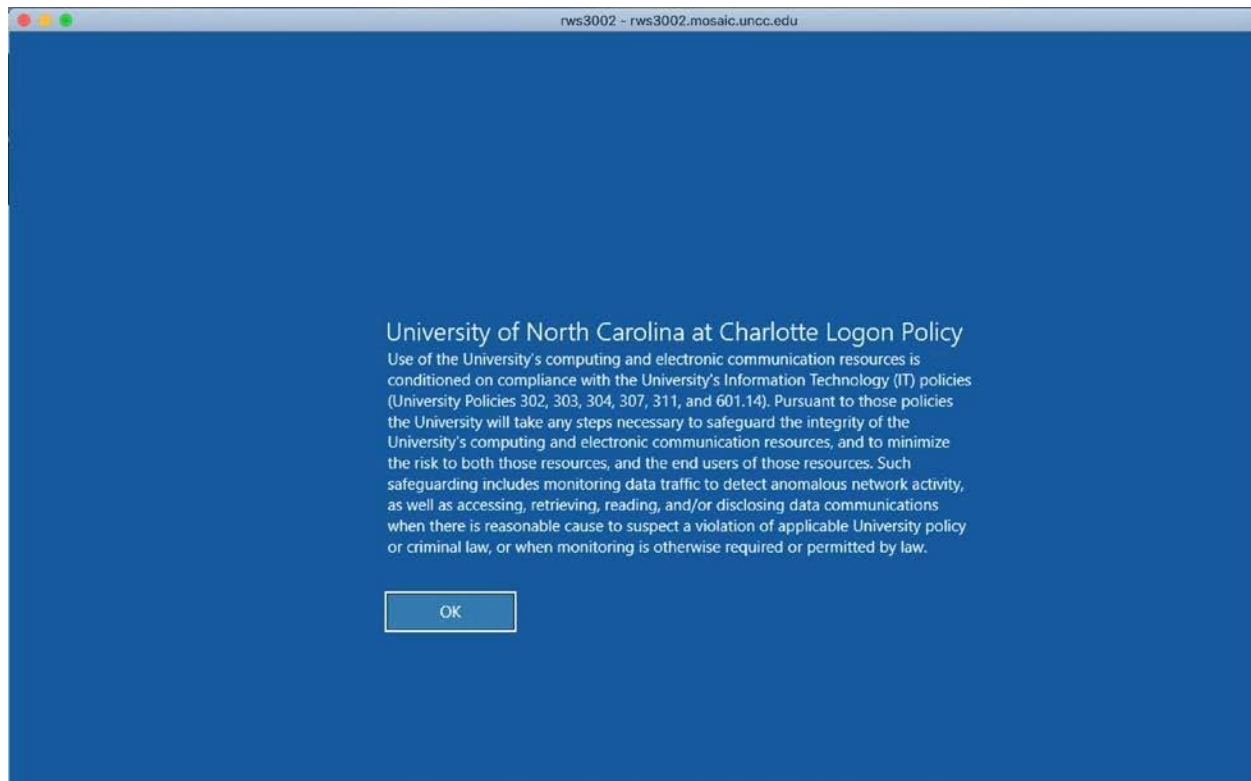 rws3002 - rws3002.mosaic.uncc.edu
University of North Carolina at Charlotte Logon Policy
Use of the University's computing and electronic communication resources is
conditioned on compliance with the University's Information Technology (IT) policies
(University Policies 302, 303, 304, 307, 311, and 601.14). Pursuant to those policies
the University will take any steps necessary to safeguard the integrity of the
University's computing and electronic communication resources, and to minimize
the risk to both those resources, and the end users of those resources. Such
safeguarding includes monitoring data traffic to detect anomalous network activity,
as well as accessing, retrieving, reading, and/or disclosing data communications
when there is reasonable cause to suspect a violation of applicable University policy
or criminal law, or when monitoring is otherwise required or permitted by law.
OK